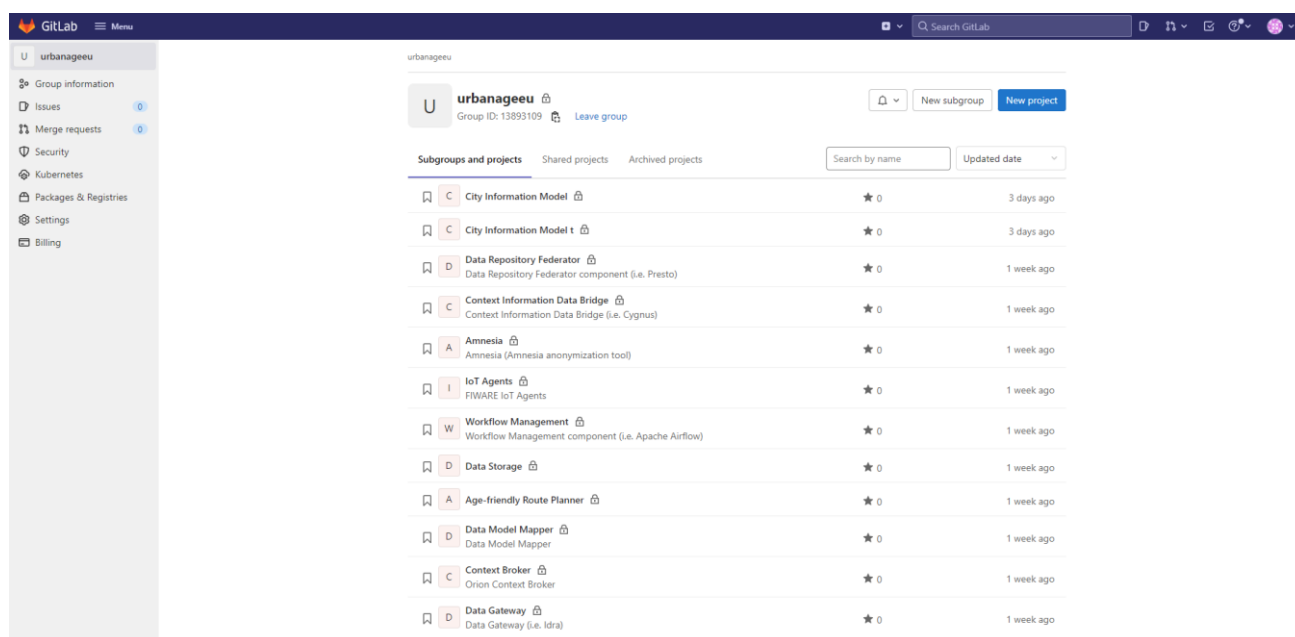 GitLab Menu Search GitLab
U urbanageeu
Group information
Issues 0
Merge requests 0
Security
Kubernetes
Packages & Registries
Settings
Billing
urbanageeu
U urbanageeu
Group ID: 13893109 Leave group
New subgroup New project
Subgroups and projects Shared projects Archived projects Search by name Updated date
C City Information Model 0 3 days ago
C City Information Model t 0 3 days ago
D Data Repository Federator 0 1 week ago
Data Repository Federator component (i.e. Presto)
C Context Information Data Bridge 0 1 week ago
Context Information Data Bridge (i.e. Cygnus)
A Amnesia 0 1 week ago
Amnesia (Amnesia anonymization tool)
I IoT Agents 0 1 week ago
FIWARE IoT Agents
W Workflow Management 0 1 week ago
Workflow Management component (i.e. Apache Airflow)
D Data Storage 0 1 week ago
A Age-friendly Route Planner 0 1 week ago
D Data Model Mapper 0 1 week ago
Data Model Mapper
C Context Broker 0 1 week ago
Orion Context Broker
D Data Gateway 0 1 week ago
Data Gateway (i.e. Idra)